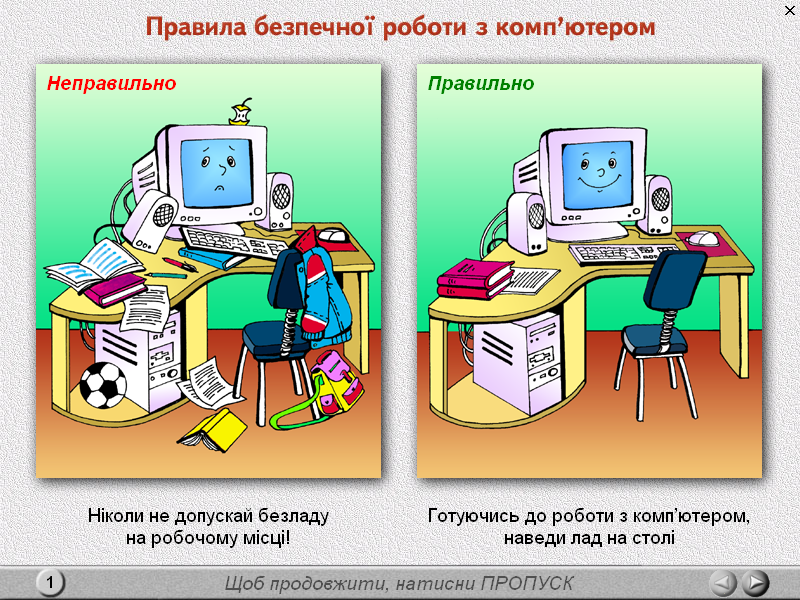 Правила безпечної роботи з комп’ютером
Неправильно
Правильно
Ніколи не допускай безладу
на робочому місці!
Готуючись до роботи з комп’ютером,
наведи лад на столі
1
Щоб продовжити, натисни ПРОПУСК